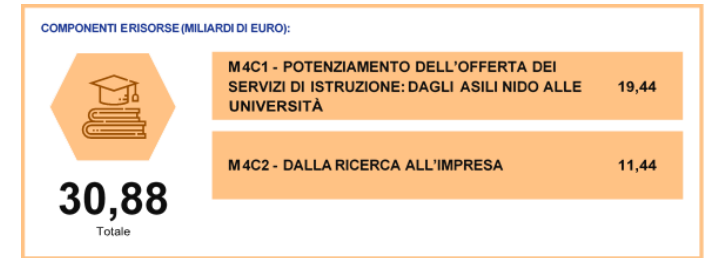 COMPONENTI E RISORSE (MILIARDI DI EURO):
M4C1 - POTENZIAMENTO DELL'OFFERTA DEI
SERVIZI DI ISTRUZIONE: DAGLI ASILI NIDO ALLE
UNIVERSITÀ
19,44
M4C2 - DALLA RICERCA ALL'IMPRESA
11,44
30,88
Totale